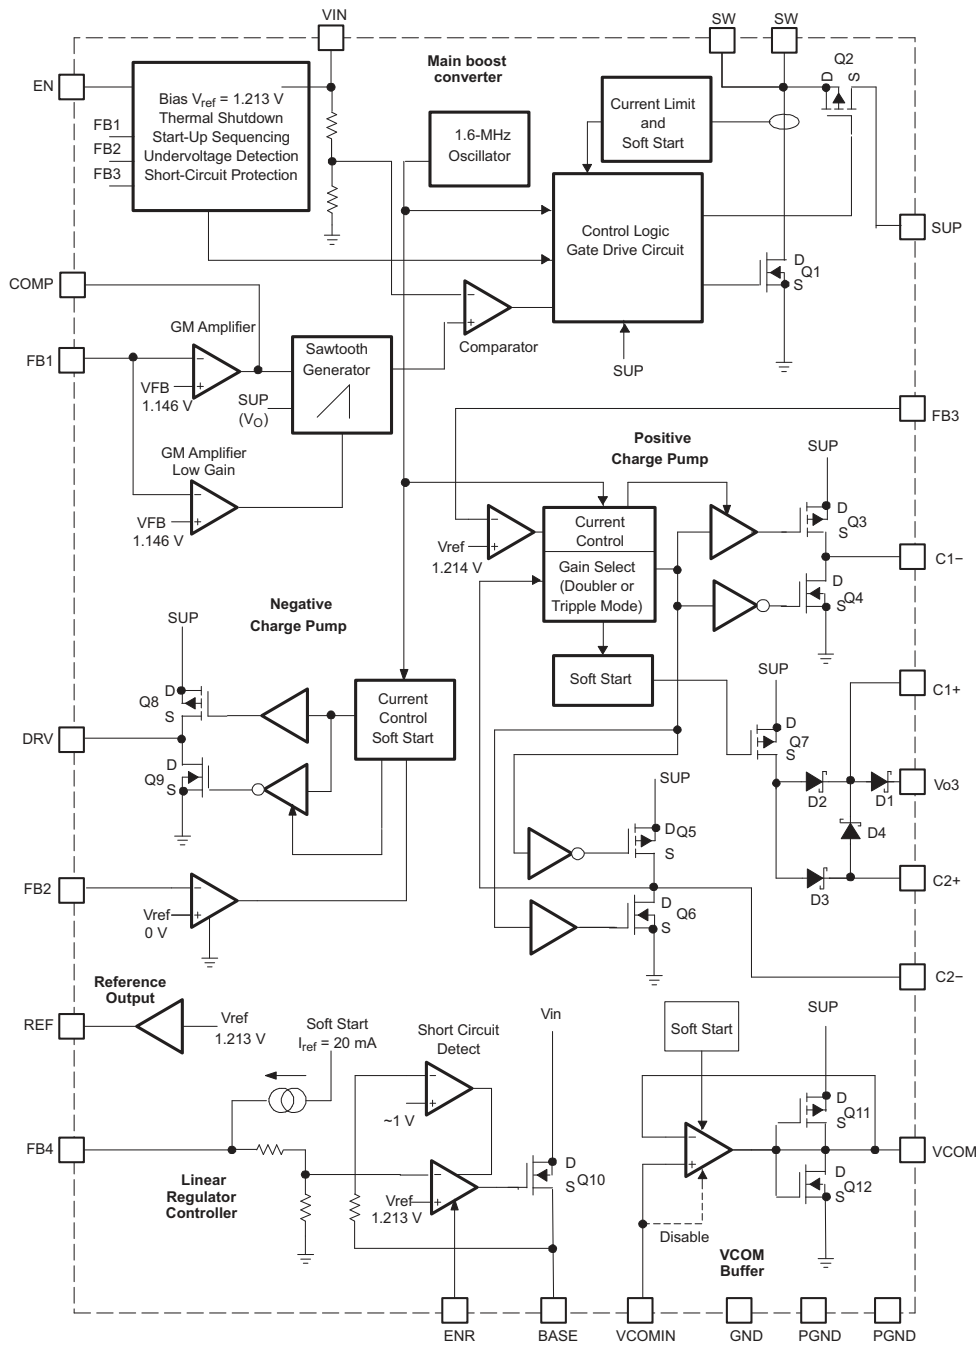 VIN
SW
SW
Main boost
converter
Q2
D
S
EN
Bias Vref = 1.213 V
Thermal Shutdown
Start-Up Sequencing
Undervoltage Detection
Short-Circuit Protection
FB1
FB2
FB3
1.6-MHz
Oscillator
Current Limit
and
Soft Start
SUP
Control Logic
Gate Drive Circuit
D
Q1
S
COMP
GM Amplifier
FB1
−
+
VFB
1.146 V
Sawtooth
Generator
SUP
(VO)
−
+
Comparator
SUP
FB3
GM Amplifier
Low Gain
−
+
VFB
1.146 V
Positive
Charge Pump
SUP
−
+
Vref
1.214 V
Current
Control
Gain Select
(Doubler or
Tripple Mode)
D
Q3
S
C1−
D
Q4
S
Negative
Charge Pump
SUP
Soft Start
SUP
C1+
D
Q8
S
Current
Control
Soft Start
D
Q7
S
DRV
D
Q9
S
SUP
D2
D1
Vo3
D4
D
Q5
S
FB2
−
+
Vref
0 V
D3
C2+
D
Q6
S
C2−
Reference
Output
REF
Vref
1.213 V
Soft Start
Iref = 20 mA
Short Circuit
Detect
Vin
Soft Start
SUP
−
+
~1 V
D
Q11
S
FB4
Linear
Regulator
Controller
−
+
Vref
1.213 V
D
Q10
S
−
+
VCOM
D
Q12
S
Disable
VCOM
Buffer
ENR
BASE
VCOMIN
GND
PGND
PGND